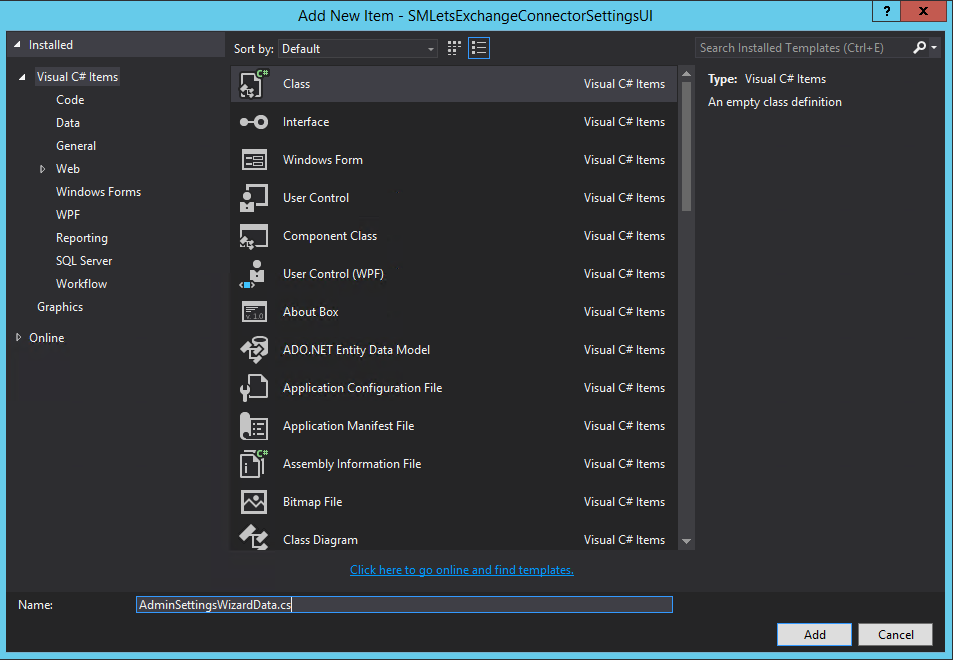 Add New Item - SMLetsExchangeConnectorSettingsUI
?
x
Installed
Sort by: Default
Search Installed Templates (Ctrl+E)
Visual C# Items
Code
Data
General
Web
Windows Forms
WPF
Reporting
SQL Server
Workflow
Graphics
Online
C# Class Visual C# Items
Interface Visual C# Items
Windows Form Visual C# Items
User Control Visual C# Items
Component Class Visual C# Items
User Control (WPF) Visual C# Items
v. 1.0 About Box Visual C# Items
ADO.NET Entity Data Model Visual C# Items
Application Configuration File Visual C# Items
Application Manifest File Visual C# Items
C# Assembly Information File Visual C# Items
Bitmap File Visual C# Items
Class Diagram Visual C# Items
Type: Visual C# Items
An empty class definition
Click here to go online and find templates.
Name: AdminSettingsWizardData.cs
Add Cancel